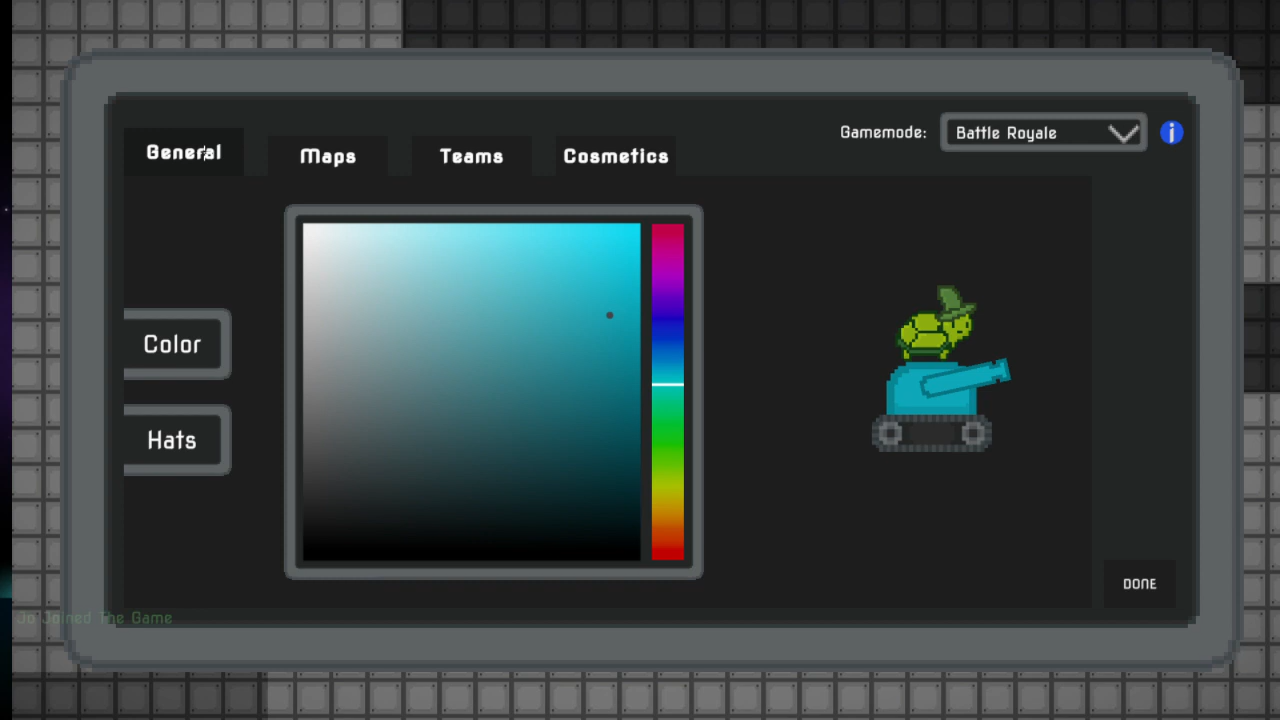 Gamemode: Battle Royale i
General Maps Teams Cosmetics
Color
Hats
DONE
Joined The Game